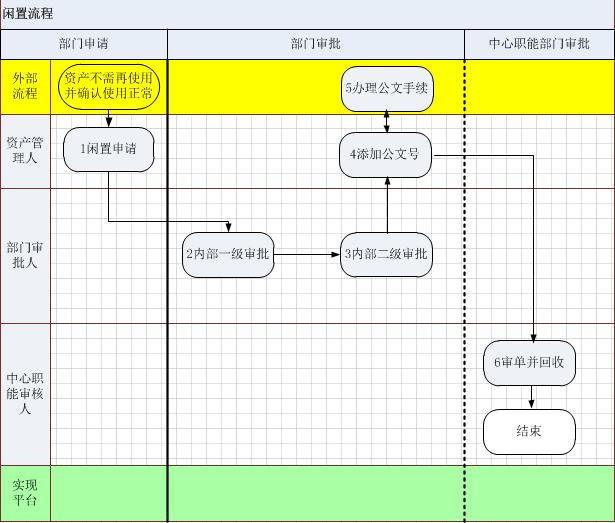 闲置流程
部门申请
部门审批
中心职能部门审批
外部
流程
资产不需再使用
并确认使用正常
5办理公文手续
资产管
理人
1闲置申请
4添加公文号
部门审
批人
2内部一级审批
3内部二级审批
中心职
能审核
人
6审单并回收
结束
实现
平台